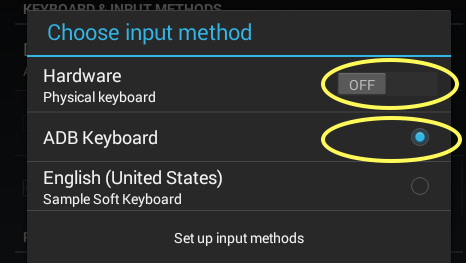 KEYBOARD & INPUT METHODS
Choose input method
Hardware
OFF
Physical keyboard
ADB Keyboard
English (United States)
Sample Soft Keyboard
Set up input methods